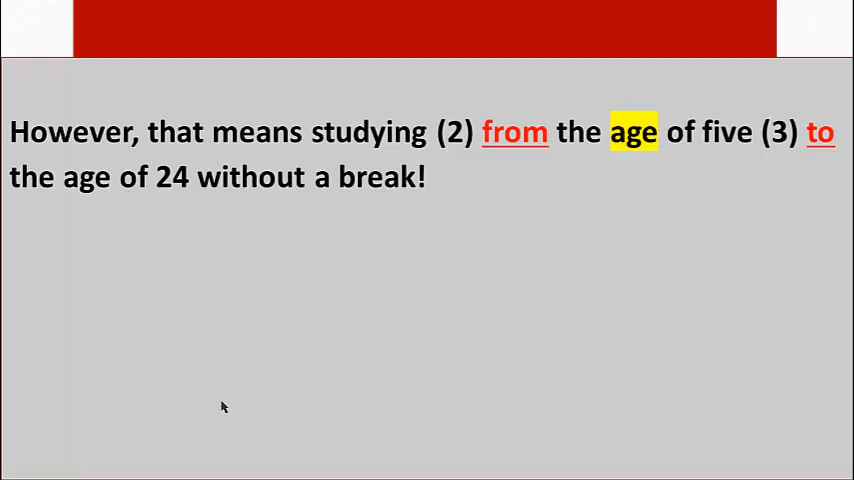 However, that means studying (2) from the age of five (3) to
the age of 24 without a break!